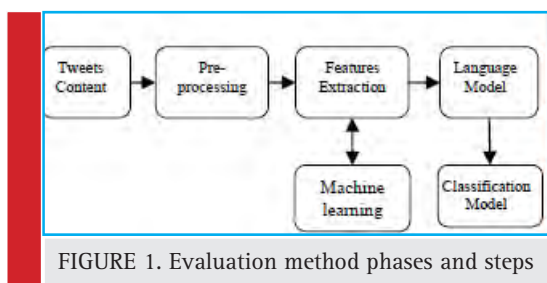 Tweets
Content
Pre-
processing
Features
Extraction
Language
Model
Machine
learning
Classification
Model
FIGURE 1. Evaluation method phases and steps